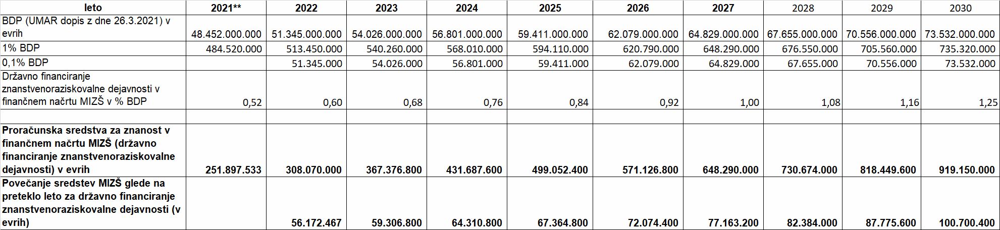 leto 2021** 2022 2023 2024 2025 2026 2027 2028 2029 2030
BDP (UMAR dopis z dne 26.3.2021) v
evrih 48.452.000.000 51.345.000.000 54.026.000.000 56.801.000.000 59.411.000.000 62.079.000.000 64.829.000.000 67.655.000.000 70.556.000.000 73.532.000.000
1% BDP 484.520.000 513.450.000 540.260.000 568.010.000 594.110.000 620.790.000 648.290.000 676.550.000 705.560.000 735.320.000
0,1% BDP 51.345.000 54.026.000 56.801.000 59.411.000 62.079.000 64.829.000 67.655.000 70.556.000 73.532.000
Državno financiranje
znanstvenoraziskovalne dejavnosti v
finančnem načrtu MIZŠ v % BDP 0,52 0,60 0,68 0,76 0,84 0,92 1,00 1,08 1,16 1,25
Proračunska sredstva za znanost v
finančnem načrtu MIZŠ (državno
financiranje znanstvenoraziskovalne
dejavnosti) v evrih 251.897.533 308.070.000 367.376.800 431.687.600 499.052.400 571.126.800 648.290.000 730.674.000 818.449.600 919.150.000
Povečanje sredstev MIZŠ glede na
preteklo leto za državno financiranje
znanstvenoraziskovalne dejavnosti (v
evrih) 56.172.467 59.306.800 64.310.800 67.364.800 72.074.400 77.163.200 82.384.000 87.775.600 100.700.400